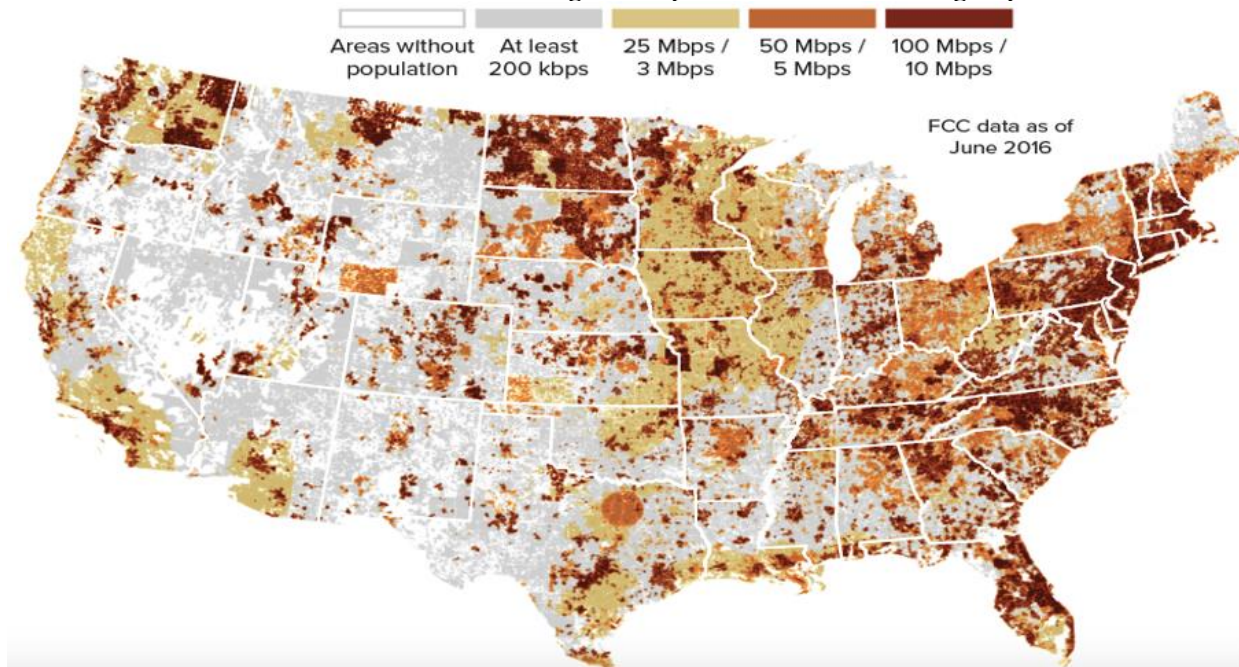 Areas without
population
At least
200 kbps
25 Mbps /
3 Mbps
50 Mbps /
5 Mbps
100 Mbps /
10 Mbps
FCC data as of
June 2016